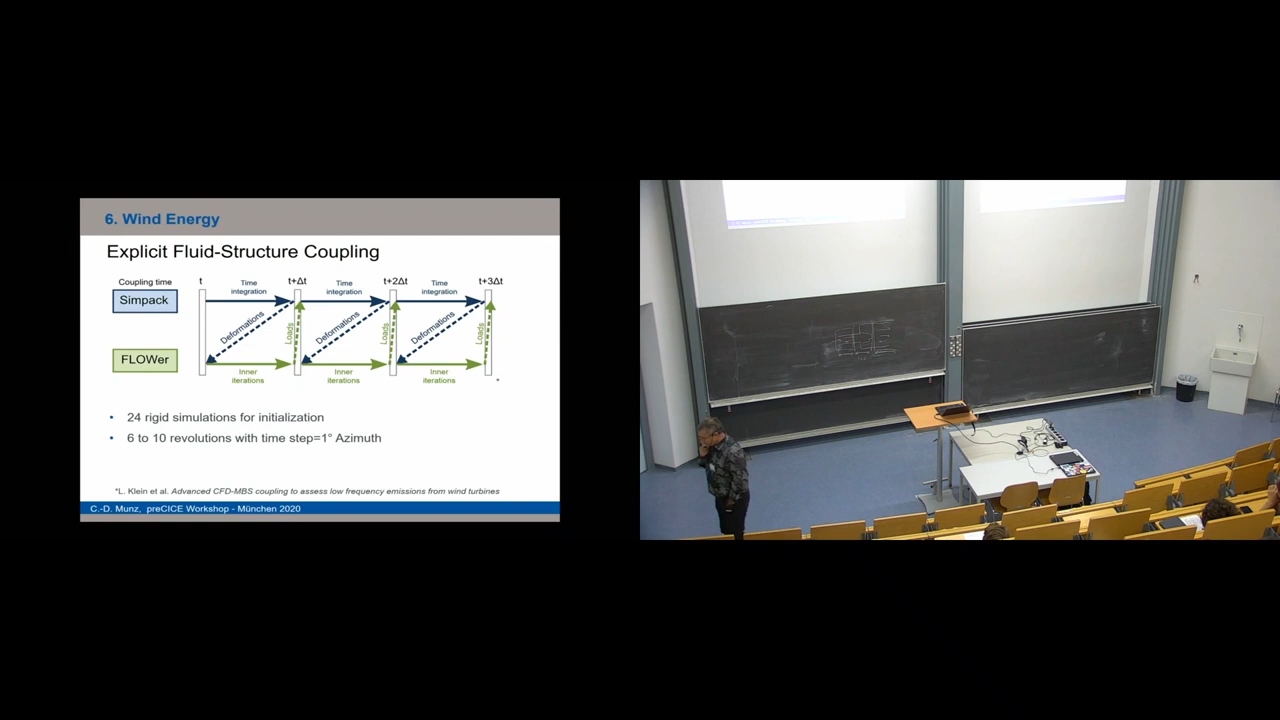 6. Wind Energy
Explicit Fluid-Structure Coupling
Coupling time
t
Time
integration
t+Δt
Time
integration
t+2Δt
Time
integration
t+3Δt
Simpack
Deformations
Loads
Deformations
Loads
Deformations
Loads
FLOWer
Inner
iterations
Inner
iterations
Inner
iterations
*
• 24 rigid simulations for initialization
• 6 to 10 revolutions with time step=1° Azimuth
*L. Klein et al. Advanced CFD-MBS coupling to assess low frequency emissions from wind turbines
C.-D. Munz, preCICE Workshop - München 2020